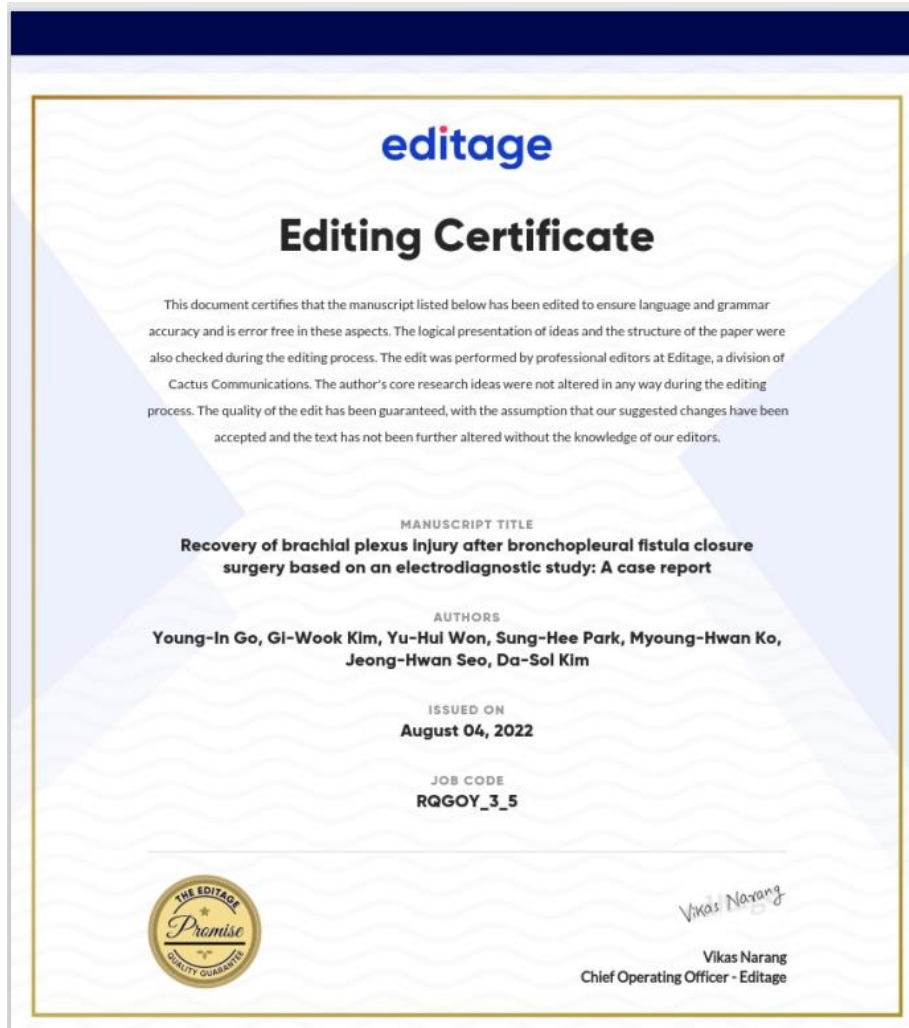 editage
Editing Certificate
This document certifies that the manuscript listed below has been edited to ensure language and grammar
accuracy and is error free in these aspects. The logical presentation of ideas and the structure of the paper were
also checked during the editing process. The edit was performed by professional editors at Editage, a division of
Cactus Communications. The author's core research ideas were not altered in any way during the editing
process. The quality of the edit has been guaranteed, with the assumption that our suggested changes have been
accepted and the text has not been further altered without the knowledge of our editors.
MANUSCRIPT TITLE
Recovery of brachial plexus injury after bronchopleural fistula closure
surgery based on an electrodiagnostic study: A case report
AUTHORS
Young-In Go, Gi-Wook Kim, Yu-Hui Won, Sung-Hee Park, Myoung-Hwan Ko,
Jeong-Hwan Seo, Da-Sol Kim
ISSUED ON
August 04, 2022
JOB CODE
RQGOY_3_5
THE EDITAGE
Promise
QUALITY GUARANTEE
Vikas Narang
Vikas Narang
Chief Operating Officer - Editage